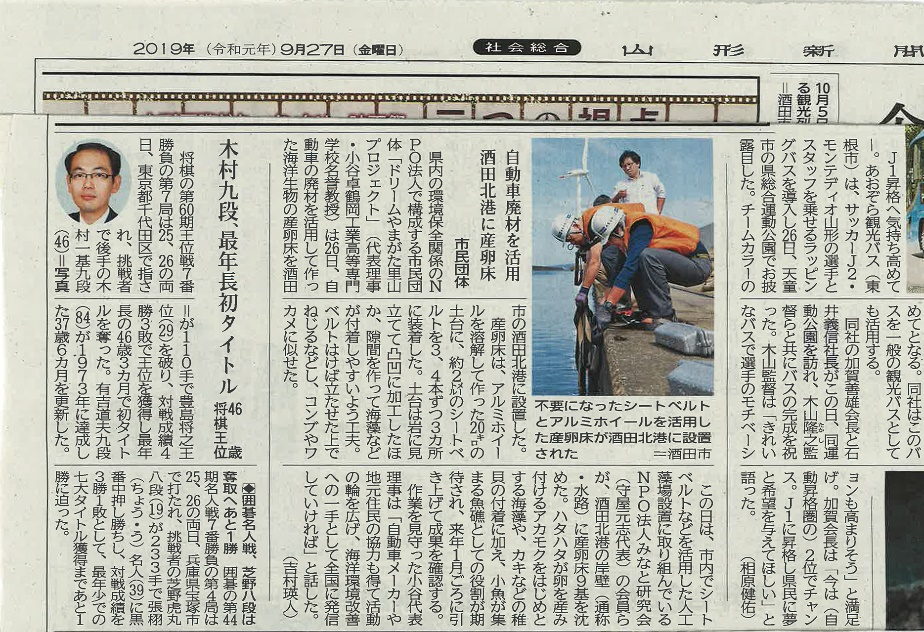 2019年（令和元年）9月27日（金曜日）
社会総合
山形新聞
二つの視点
10月5日
る観光列
＝酒田市
J1昇格へ気持ち高めて
―。あおぞら観光バス（東
根市）は、サッカーJ2・
モンテディオ山形の選手と
スタッフを乗せるラッピン
グバスを導入し9日、天童
市の県総合運動公園でお披
露目した。チームカラーの
めてとなる。同社はこのバ
スを一般の観光バスとして
も活用する。
同社の加賀善雄会長と石
井義信社長がこの日、同運
動公園を訪れ、木山隆之監
督らと共にバスの完成を祝
った。木山監督は「きれい
なバスで選手のモチベーシ
ョンも高まりそう」と満足
げ。加賀会長は「今は（自
動昇格圏の）2位でチャン
ス。J1に昇格し県民に夢
と希望を与えてほしい」と
語った。（相原健佑）
不要になったシートベルト
とアルミホイールを活用し
た産卵床が酒田北港に設置
された＝酒田市
自動車廃材を活用
酒田北港に産卵床
市民団体
県内の環境保全関係のN
PO法人で構成する市民団
体「ドリームやまがた里山
プロジェクト」（代表理事
・小谷卓鶴岡工業高等専門
学校名誉教授）は26日、自
動車の廃材を活用して作っ
た海洋生物の産卵床を酒田
市の酒田北港に設置した。
産卵床は、アルミホイー
ルを溶解して作った20㌔の
土台に、約2㍍のシートベ
ルトを3、4本ずつ3カ所
に装着した。土台は岩に見
立てて凸凹に加工したほ
か、隙間を作って海藻など
が付着しやすいよう工夫。
ベルトはけば立たせた上で
ねじるなどし、コンブやワ
カメに似せた。
この日は、市内でシート
ベルトなどを活用した人工
藻場設置に取り組んでいる
NPO法人みなと研究会
（守屋元志代表）の会員ら
が、酒田北港の岸壁（通称
・水路）に産卵床9基を沈
めた。ハタハタが卵を産み
付けるアカモクをはじめと
する海藻や、カキなどの稚
貝の付着に加え、小魚が集
まる魚礁としての役割が期
待され、来年1月ごろに引
き上げて成果を確認する。
作業を見守った小谷代表
理事は「自動車メーカーや
地元住民の協力も得て活動
の輪を広げ、海洋環境改善
への一手として全国に発信
していければ」と話した。
（吉村瑛人）
木村九段 最年長初タイトル
46歳
将棋王位
将棋の第60期王位戦7番
勝負の第7局は25、26の両
日、東京都千代田区で指さ
れ、挑戦者
で後手の木
村一基九段
（46）＝写真
＝が110手で豊島将之王
位（29）を破り、対戦成績4
勝3敗で王位を獲得し最年
長の46歳3カ月で初タイト
ルを奪った。有吉道夫九段
（84）が1973年に達成し
た37歳6カ月を更新した。
◆囲碁名人戦、芝野八段は
奪取へあと1勝 囲碁の第44
期名人戦7番勝負の第4局は
25、26の両日、兵庫県宝塚市
で打たれ、挑戦者の芝野虎丸
八段（19）が233手で張栩
（ちょう・う）名人（39）に黒
番中押し勝ちし、対戦成績を
3勝1敗として、最年少での
七大タイトル獲得まであと1
勝に迫った。